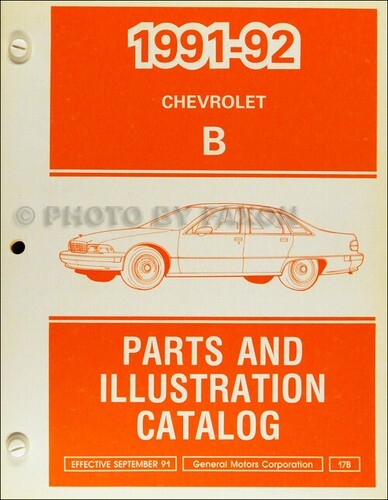 1991-92
CHEVROLET
B
© PHOTO BY FAXON
PARTS AND
ILLUSTRATION
CATALOG
EFFECTIVE SEPTEMBER 91 General Motors Corporation 17B